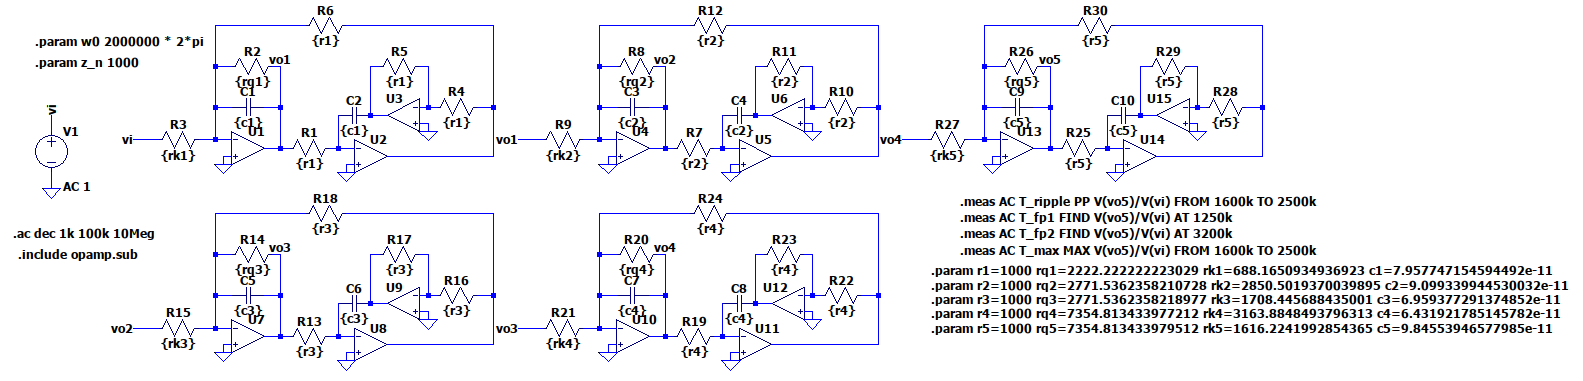 .param w0 2000000 * 2*pi
.param z_n 1000
vi
V1
AC 1
.ac dec 1k 100k 10Meg
.include opamp.sub
R6
{r1}
R2
vo1
{rq1}
C1
{c1}
R5
{r1}
U3
R4
{r1}
C2
{c1}
vi
R3
{rk1}
U1
R1
{r1}
U2
R12
{r2}
R8
vo2
{rq2}
C3
{c2}
R11
{r2}
U6
R10
{r2}
C4
{c2}
vo1
R9
{rk2}
U4
R7
{r2}
U5
R30
{r5}
R26
vo5
{rq5}
C9
{c5}
R29
{r5}
U15
R28
{r5}
C10
{c5}
vo4
R27
{rk5}
U13
R25
{r5}
U14
R18
{r3}
R14
vo3
{rq3}
C5
{c3}
R17
{r3}
U9
R16
{r3}
C6
{c3}
vo2
R15
{rk3}
U7
R13
{r3}
U8
R24
{r4}
R20
vo4
{rq4}
C7
{c4}
R23
{r4}
U12
R22
{r4}
C8
{c4}
vo3
R21
{rk4}
U10
R19
{r4}
U11
.meas AC T_ripple PP V(vo5)/V(vi) FROM 1600k TO 2500k
.meas AC T_fp1 FIND V(vo5)/V(vi) AT 1250k
.meas AC T_fp2 FIND V(vo5)/V(vi) AT 3200k
.meas AC T_max MAX V(vo5)/V(vi) FROM 1600k TO 2500k
.param r1=1000 rq1=2222.222222223029 rk1=688.1650934936923 c1=7.957747154594492e-11
.param r2=1000 rq2=2771.5362358210728 rk2=2850.5019370039895 c2=9.099339944530032e-11
.param r3=1000 rq3=2771.5362358218977 rk3=1708.445688435001 c3=6.959377291374852e-11
.param r4=1000 rq4=7354.813433977212 rk4=3163.8848493796313 c4=6.431921785145782e-11
.param r5=1000 rq5=7354.813433979512 rk5=1616.2241992854365 c5=9.84553946577985e-11